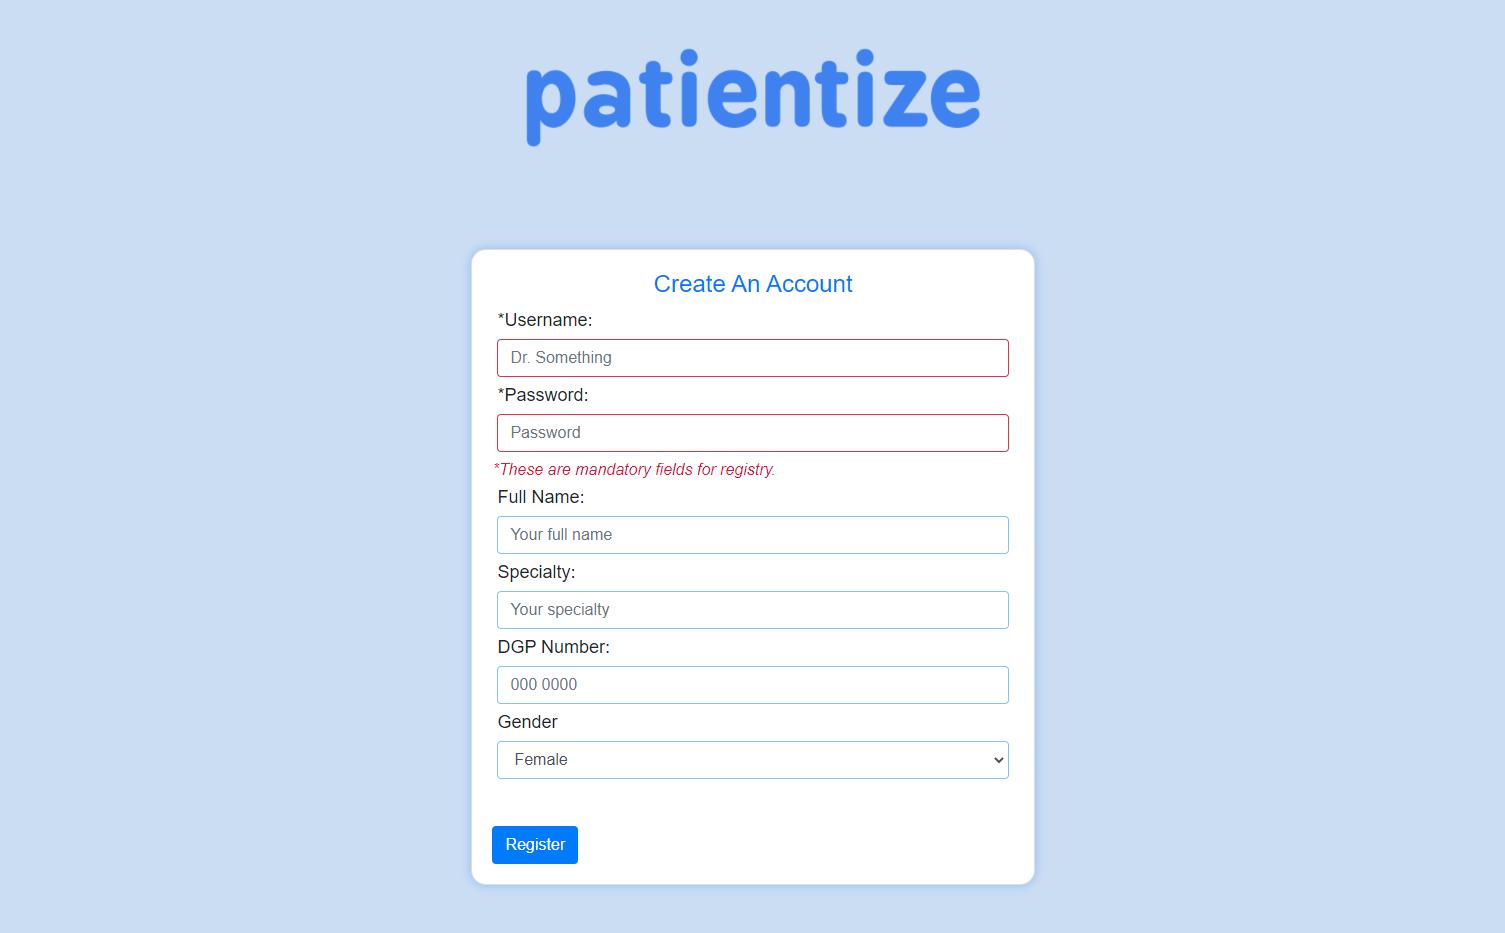 patientize
Create An Account
*Username:
Dr. Something
*Password:
Password
*These are mandatory fields for registry.
Full Name:
Your full name
Specialty:
Your specialty
DGP Number:
000 0000
Gender
Female
Register